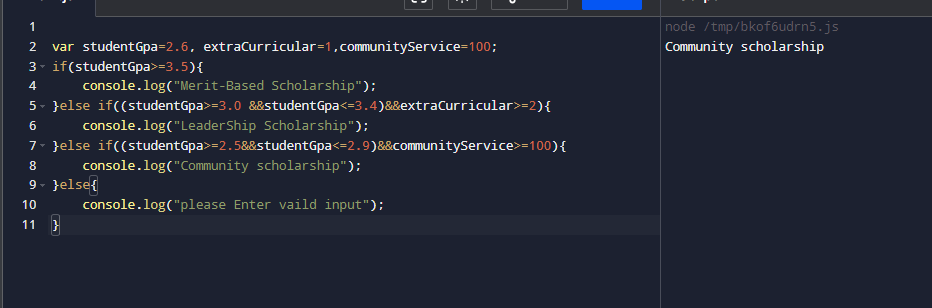 1
2 var studentGpa=2.6, extraCurricular=1,communityService=100;
3 if(studentGpa>=3.5){
4 console.log("Merit-Based Scholarship");
5 }else if((studentGpa>=3.0 &&studentGpa<=3.4)&&extraCurricular>=2){
6 console.log("LeaderShip Scholarship");
7 }else if((studentGpa>=2.5&&studentGpa<=2.9)&&communityService>=100){
8 console.log("Community scholarship");
9 }else{
10 console.log("please Enter vaild input");
11 }
node /tmp/bkof6udrn5.js
Community scholarship